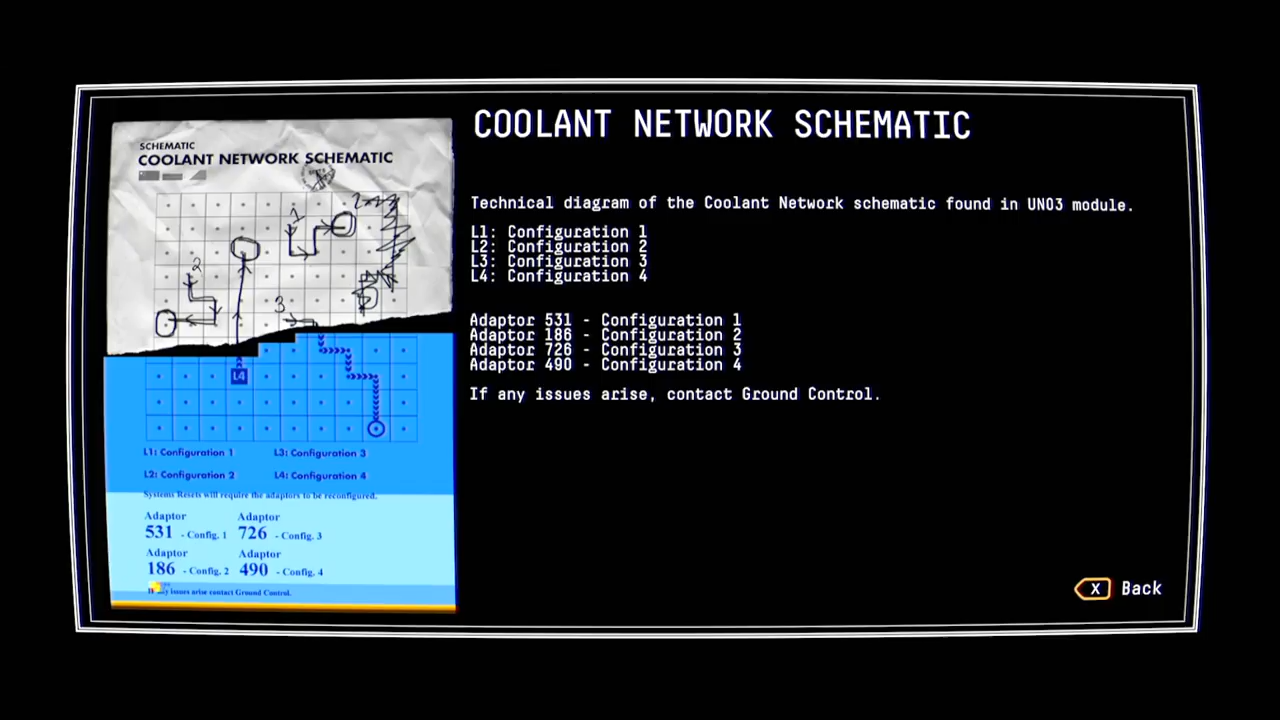 COOLANT NETWORK SCHEMATIC
SCHEMATIC
COOLANT NETWORK SCHEMATIC
2
1
2
3
L4
L1: Configuration 1 L3: Configuration 3
L2: Configuration 2 L4: Configuration 4
Systems Resets will require the adaptors to be reconfigured.
Adaptor Adaptor
531 - Config. 1 726 - Config. 3
Adaptor Adaptor
186 - Config. 2 490 - Config. 4
issues arise contact Ground Control.
Technical diagram of the Coolant Network schematic found in UNO3 module.
L1: Configuration 1
L2: Configuration 2
L3: Configuration 3
L4: Configuration 4
Adaptor 531 - Configuration 1
Adaptor 186 - Configuration 2
Adaptor 726 - Configuration 3
Adaptor 490 - Configuration 4
If any issues arise, contact Ground Control.
X Back